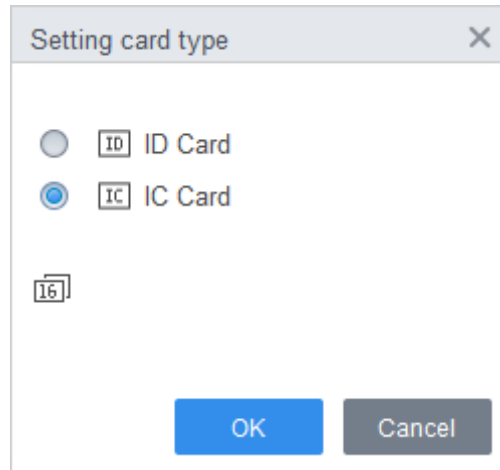 Setting card type
ID ID Card
IC IC Card
16
OK Cancel